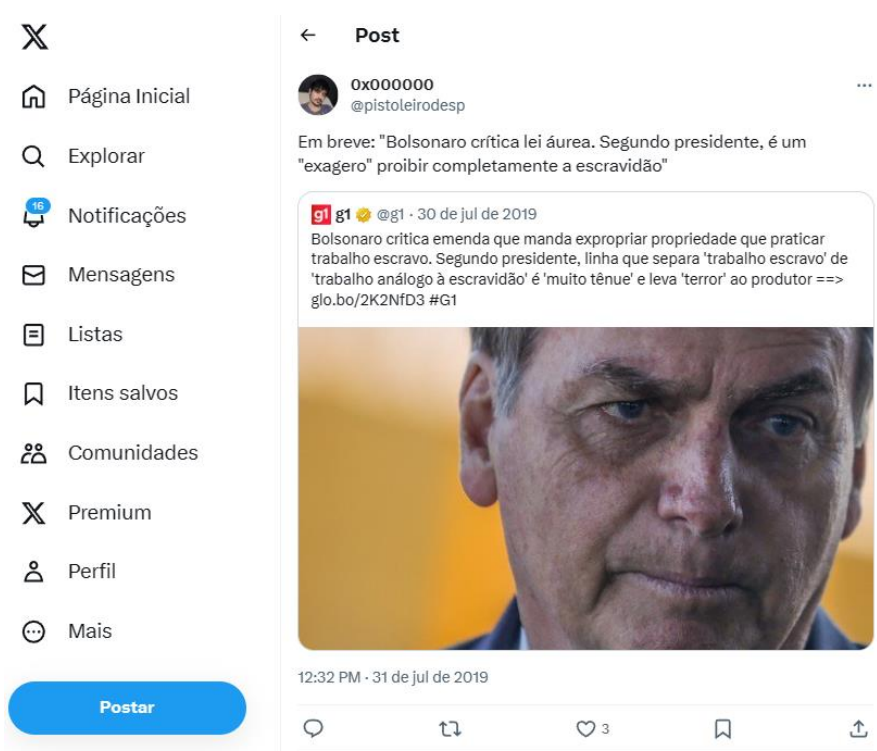 Post
Página Inicial
Explorar
16
Notificações
Mensagens
Listas
Itens salvos
Comunidades
Premium
Perfil
Mais
Postar
0x000000
@pistoleirodesp
Em breve: "Bolsonaro crítica lei áurea. Segundo presidente, é um
"exagero" proibir completamente a escravidão"
g1 g1 @g1 · 30 de jul de 2019
Bolsonaro critica emenda que manda expropriar propriedade que praticar
trabalho escravo. Segundo presidente, linha que separa 'trabalho escravo' de
'trabalho análogo à escravidão' é 'muito tênue' e leva 'terror' ao produtor ==>
glo.bo/2K2NfD3 #G1
12:32 PM · 31 de jul de 2019
3